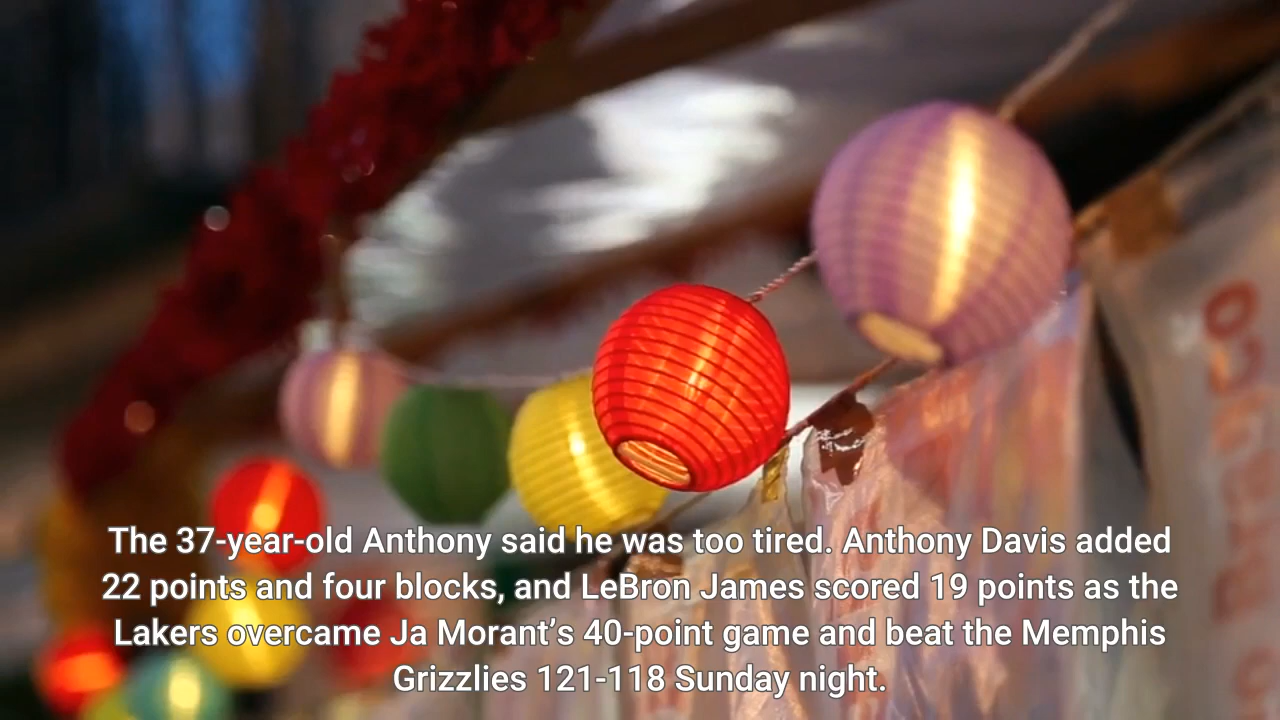 The 37-year-old Anthony said he was too tired. Anthony Davis added
22 points and four blocks, and LeBron James scored 19 points as the
Lakers overcame Ja Morant’s 40-point game and beat the Memphis
Grizzlies 121-118 Sunday night.